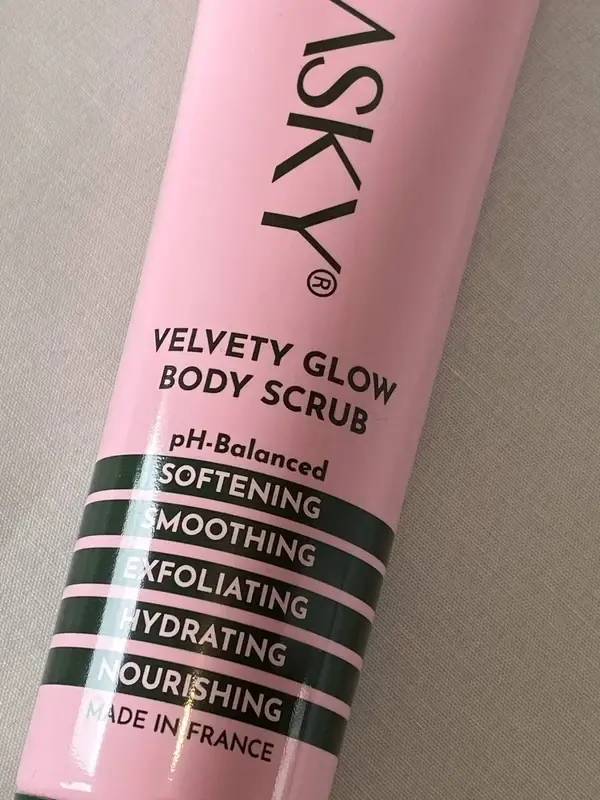 ASKY®
VELVETY GLOW
BODY SCRUB
pH-Balanced
SOFTENING
SMOOTHING
EXFOLIATING
HYDRATING
NOURISHING
MADE IN FRANCE